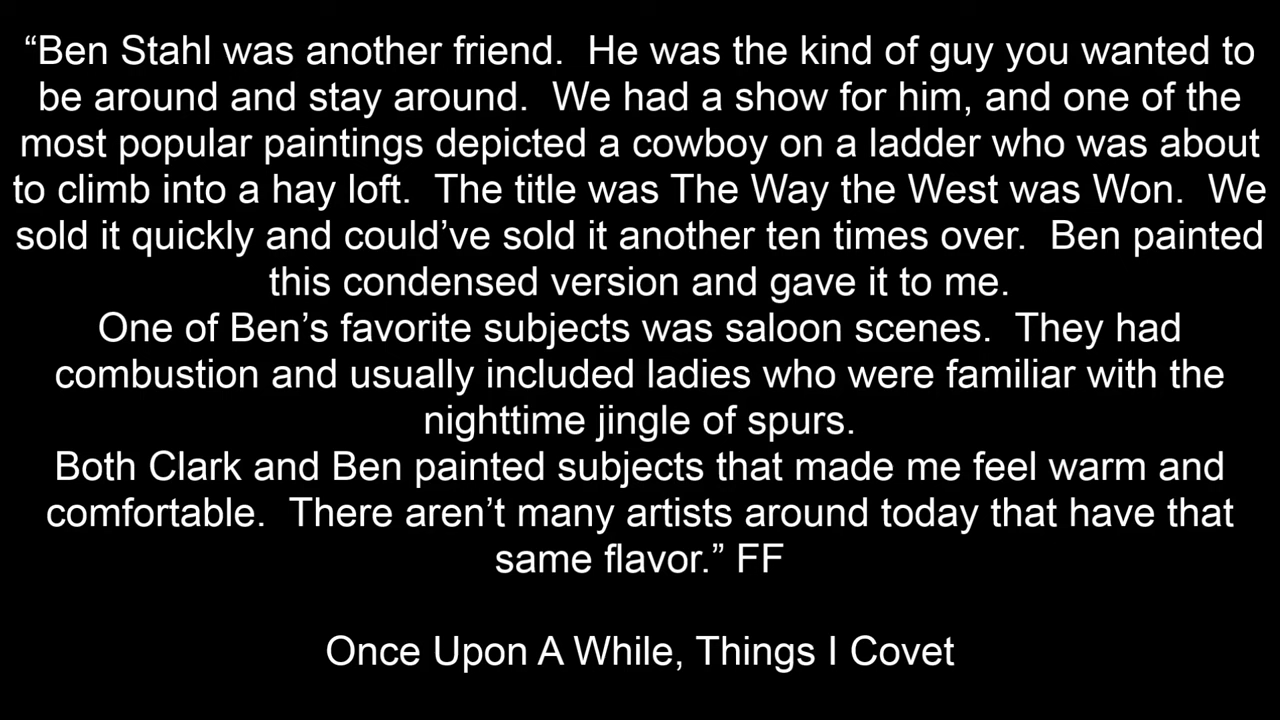 “Ben Stahl was another friend.  He was the kind of guy you wanted to
be around and stay around.  We had a show for him, and one of the
most popular paintings depicted a cowboy on a ladder who was about
to climb into a hay loft.  The title was The Way the West was Won.  We
sold it quickly and could’ve sold it another ten times over.  Ben painted
this condensed version and gave it to me.
One of Ben’s favorite subjects was saloon scenes.  They had
combustion and usually included ladies who were familiar with the
nighttime jingle of spurs.
Both Clark and Ben painted subjects that made me feel warm and
comfortable.  There aren’t many artists around today that have that
same flavor.” FF
Once Upon A While, Things I Covet